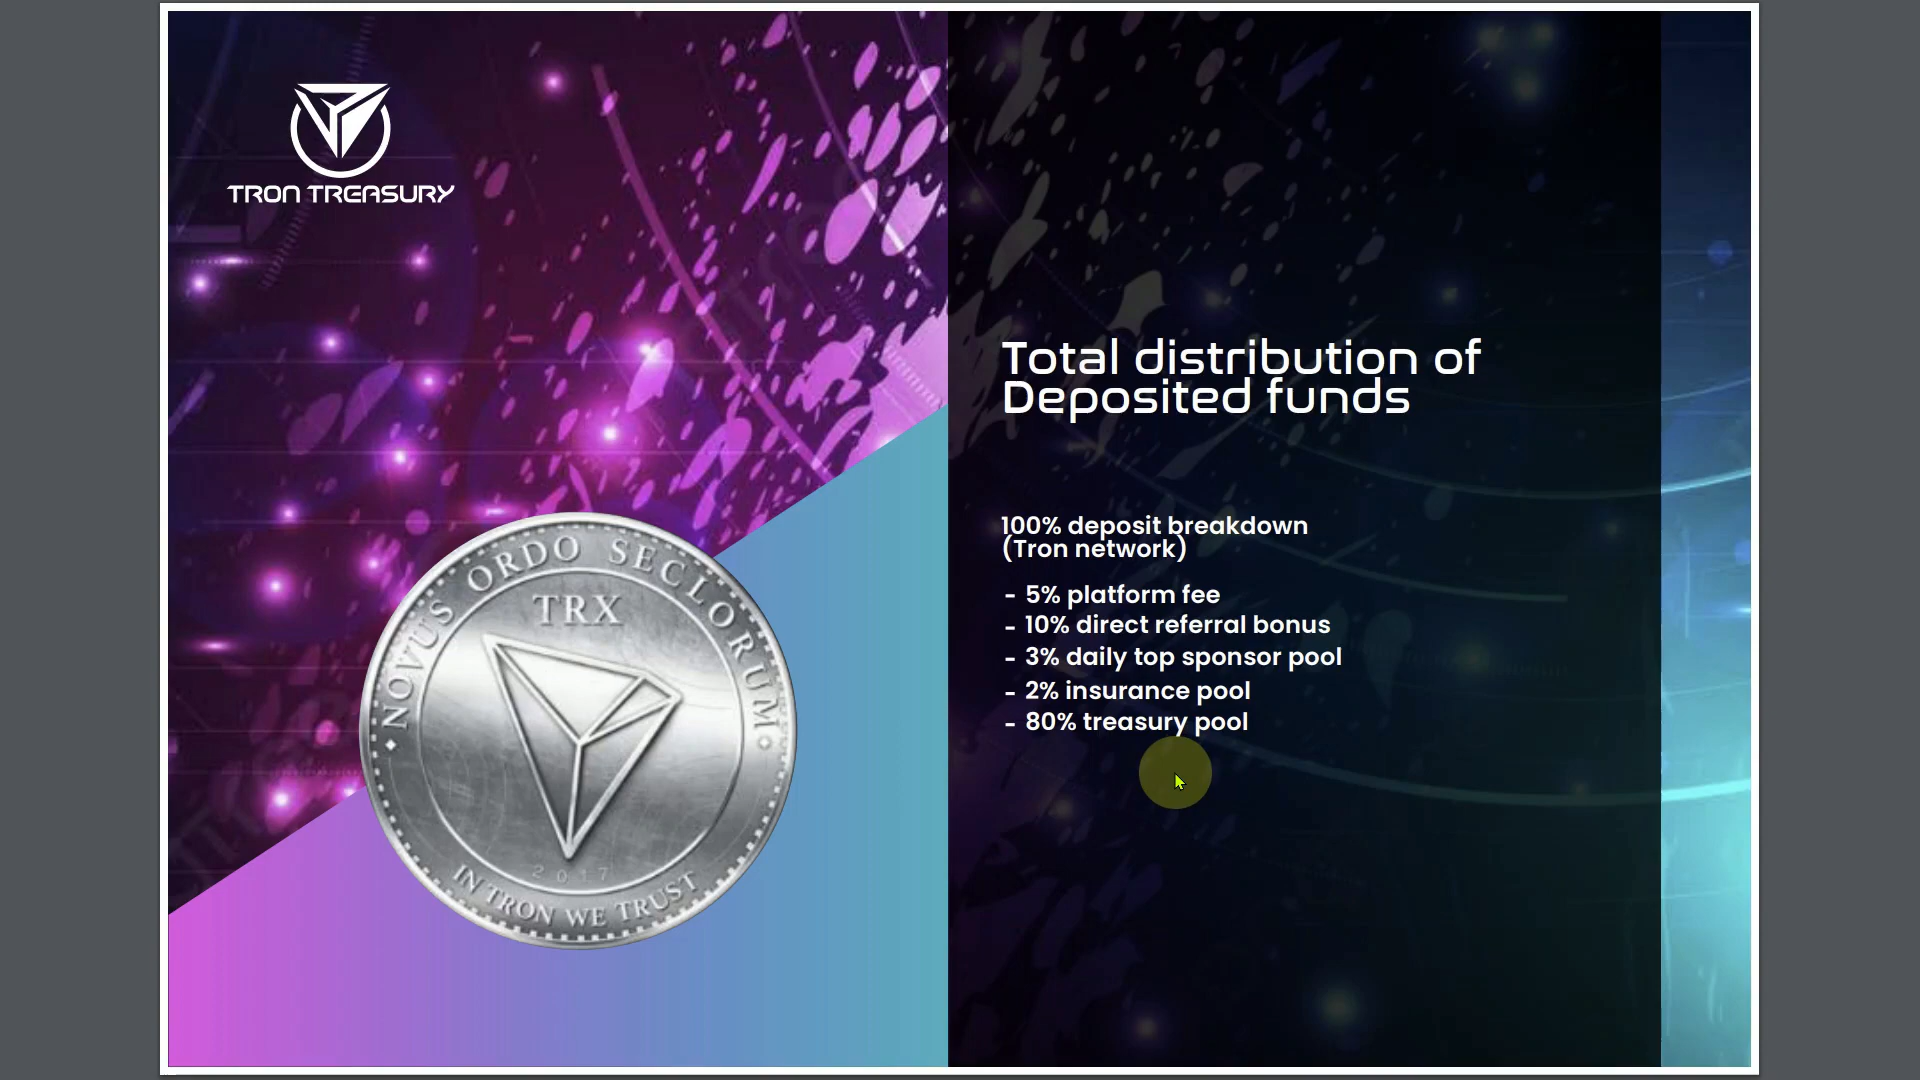 TRON TREASURY
NOVUS ORDO SECLORUM
TRX
2017
IN TRON WE TRUST
Total distribution of
Deposited funds
100% deposit breakdown
(Tron network)
- 5% platform fee
- 10% direct referral bonus
- 3% daily top sponsor pool
- 2% insurance pool
- 80% treasury pool